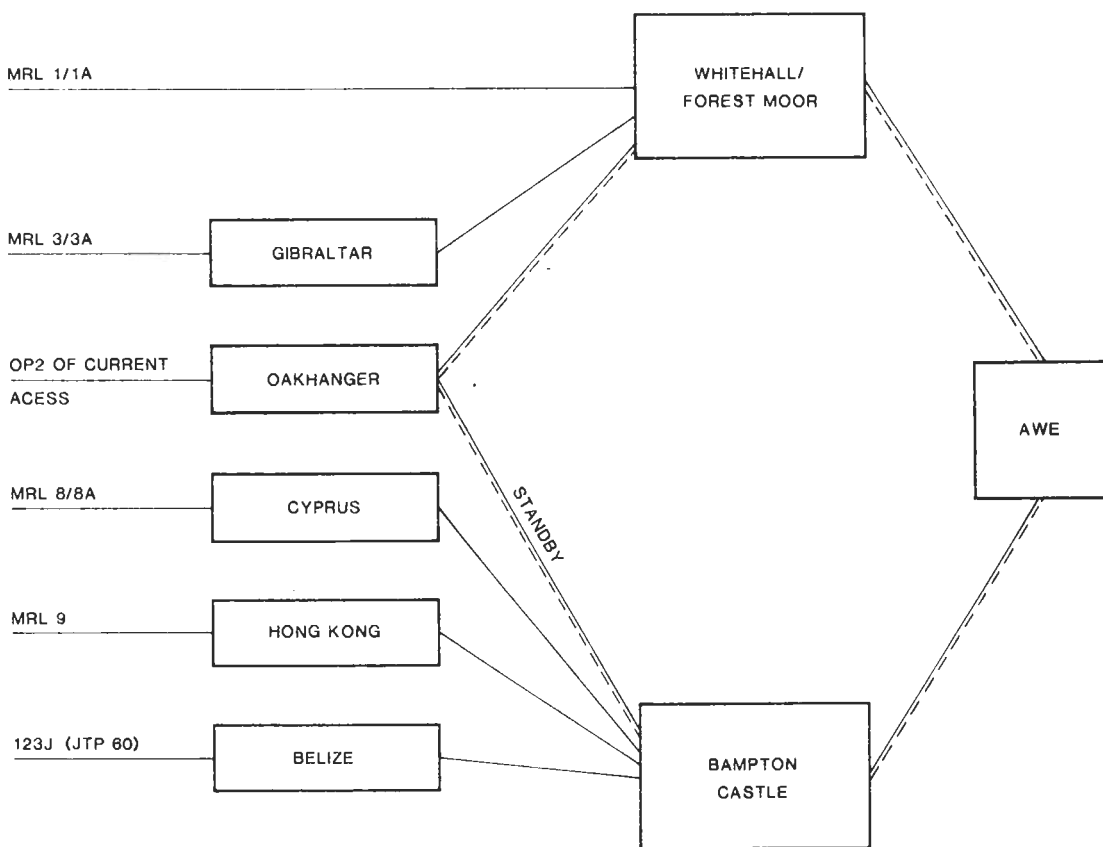 WHITEHALL/
FOREST MOOR
MRL 1/1A
MRL 3/3A
GIBRALTAR
OP2 OF CURRENT
ACESS
OAKHANGER
AWE
MRL 8/8A
CYPRUS
STANDBY
MRL 9
HONG KONG
123J (JTP 60)
BELIZE
BAMPTON
CASTLE